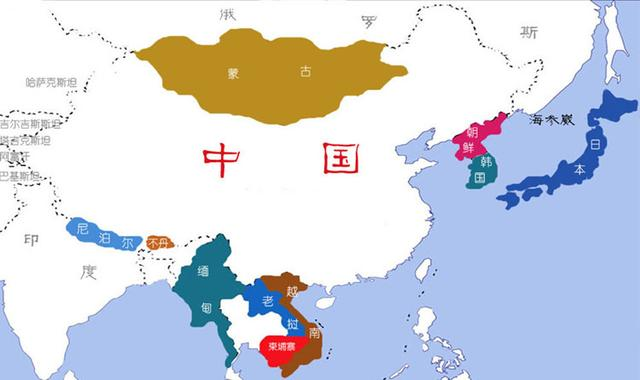 俄罗斯
哈萨克斯坦
蒙古
吉尔吉斯斯坦
塔吉克斯坦
阿富汗
巴基斯坦
中国
朝鲜
韩国
海参崴
日本
印度
尼泊尔
不丹
缅甸
老挝
越南
柬埔寨